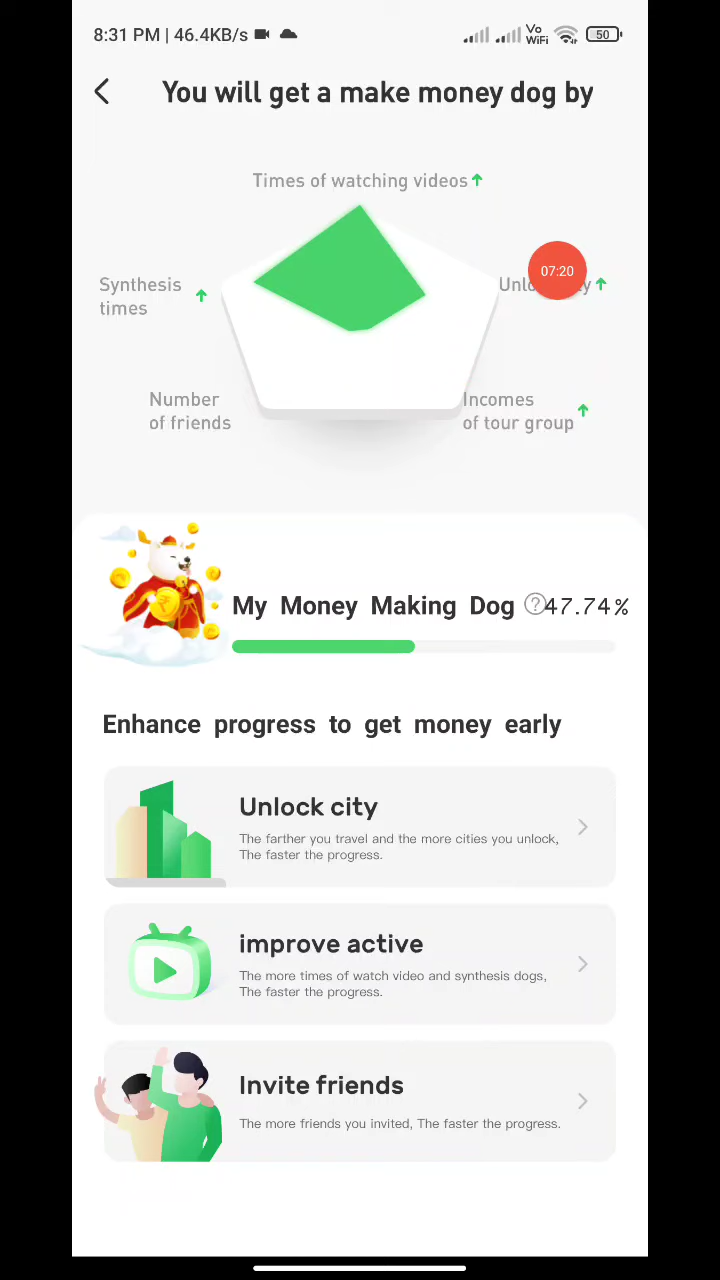 8:31 PM | 46.4KB/s
Vo
WiFi
50
You will get a make money dog by
Times of watching videos
Synthesis
times
07:20
Number
of friends
Incomes
of tour group
My Money Making Dog ? 47.74%
Enhance progress to get money early
Unlock city
The farther you travel and the more cities you unlock,
The faster the progress.
improve active
The more times of watch video and synthesis dogs,
The faster the progress.
Invite friends
The more friends you invited, The faster the progress.